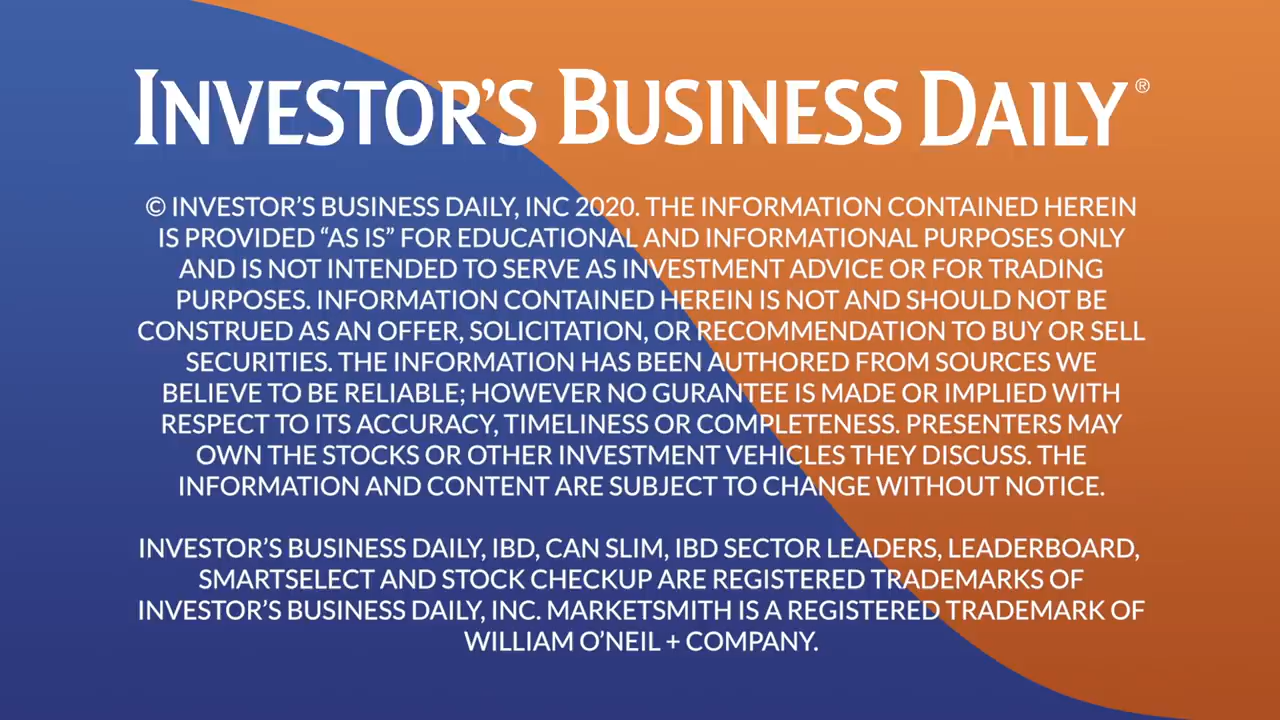 INVESTOR'S BUSINESS DAILY®
© INVESTOR'S BUSINESS DAILY, INC 2020. THE INFORMATION CONTAINED HEREIN
IS PROVIDED “AS IS” FOR EDUCATIONAL AND INFORMATIONAL PURPOSES ONLY
AND IS NOT INTENDED TO SERVE AS INVESTMENT ADVICE OR FOR TRADING
PURPOSES. INFORMATION CONTAINED HEREIN IS NOT AND SHOULD NOT BE
CONSTRUED AS AN OFFER, SOLICITATION, OR RECOMMENDATION TO BUY OR SELL
SECURITIES. THE INFORMATION HAS BEEN AUTHORED FROM SOURCES WE
BELIEVE TO BE RELIABLE; HOWEVER NO GURANTEE IS MADE OR IMPLIED WITH
RESPECT TO ITS ACCURACY, TIMELINESS OR COMPLETENESS. PRESENTERS MAY
OWN THE STOCKS OR OTHER INVESTMENT VEHICLES THEY DISCUSS. THE
INFORMATION AND CONTENT ARE SUBJECT TO CHANGE WITHOUT NOTICE.
INVESTOR'S BUSINESS DAILY, IBD, CAN SLIM, IBD SECTOR LEADERS, LEADERBOARD,
SMARTSELECT AND STOCK CHECKUP ARE REGISTERED TRADEMARKS OF
INVESTOR'S BUSINESS DAILY, INC. MARKETSMITH IS A REGISTERED TRADEMARK OF
WILLIAM O'NEIL + COMPANY.